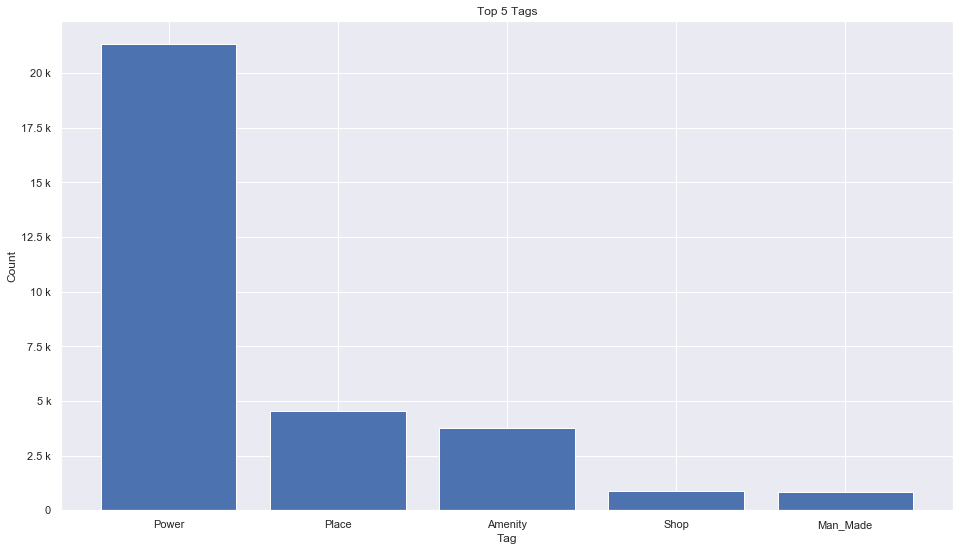 Top 5 Tags
20 k
17.5 k
15 k
12.5 k
10 k
7.5 k
5 k
2.5 k
0
Count
Power Place Amenity Shop Man_Made
Tag